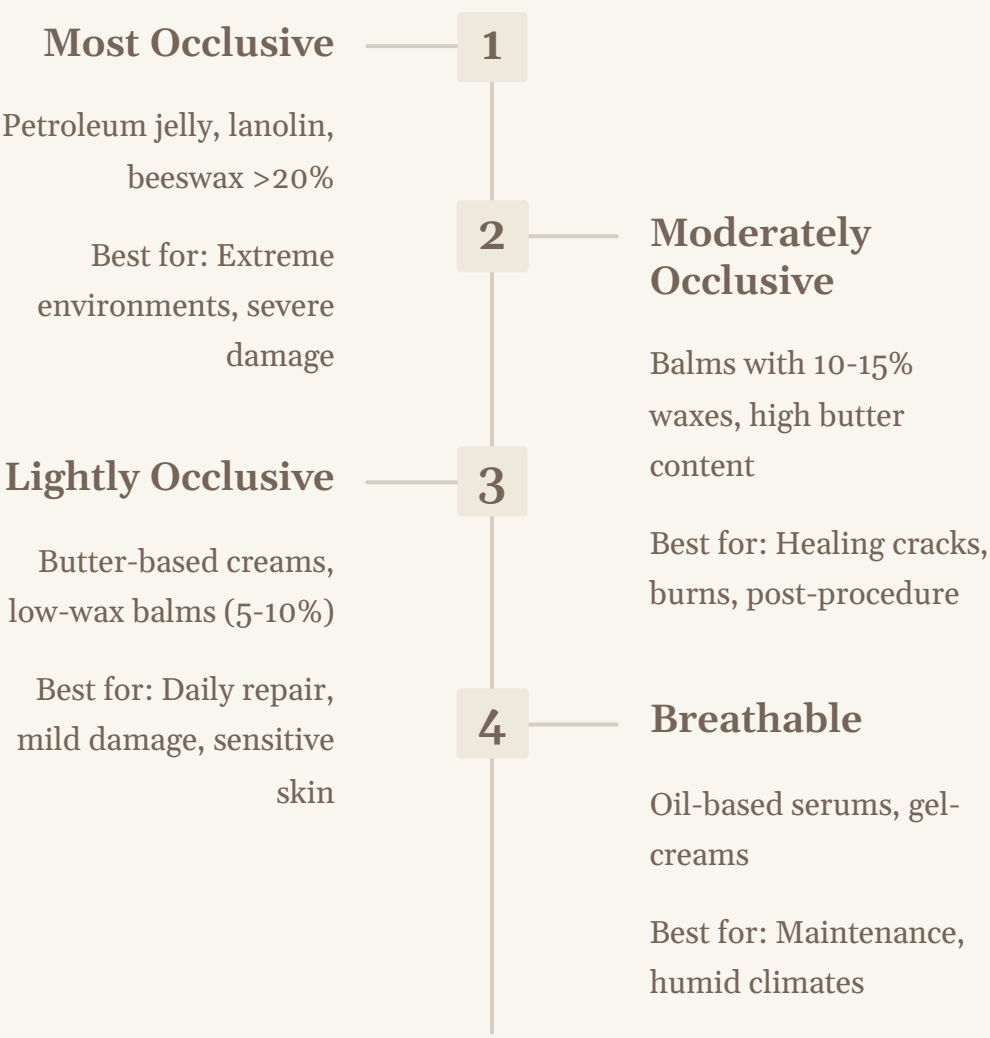 Most Occlusive
1
Petroleum jelly, lanolin,
beeswax >20%
Best for: Extreme
environments, severe
damage
2
Moderately
Occlusive
Balms with 10-15%
waxes, high butter
content
Best for: Healing cracks,
burns, post-procedure
Lightly Occlusive
3
Butter-based creams,
low-wax balms (5-10%)
Best for: Daily repair,
mild damage, sensitive
skin
4
Breathable
Oil-based serums, gel-
creams
Best for: Maintenance,
humid climates